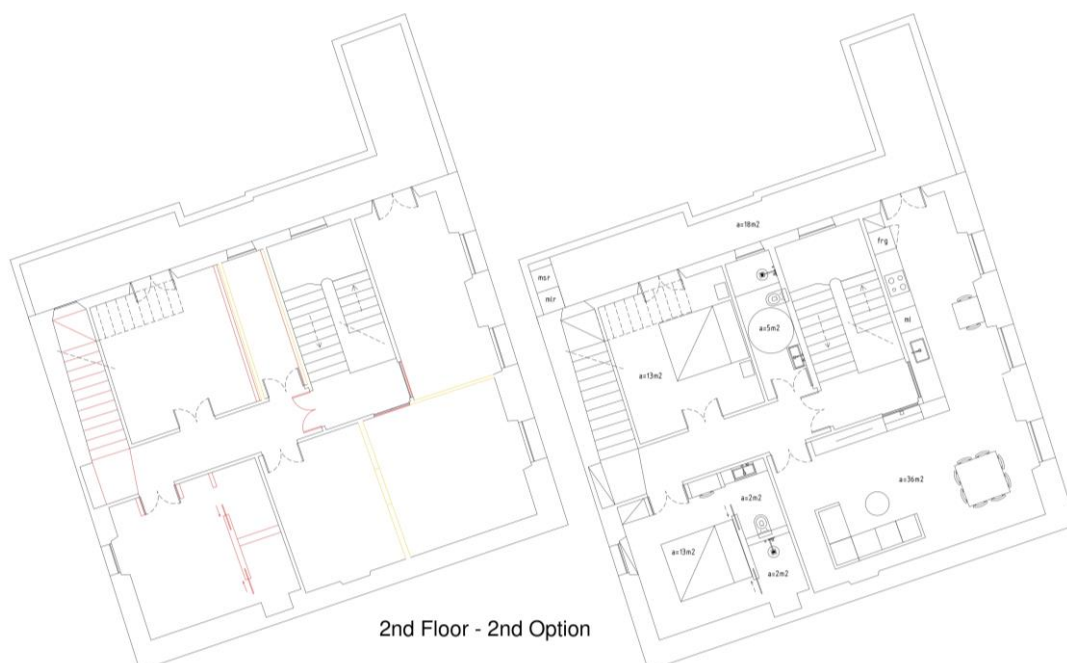 a=18m2
frg
msr
mlr
ml
a=5m2
a=13m2
a=36m2
a=2m2
a=13m2
a=2m2
2nd Floor - 2nd Option